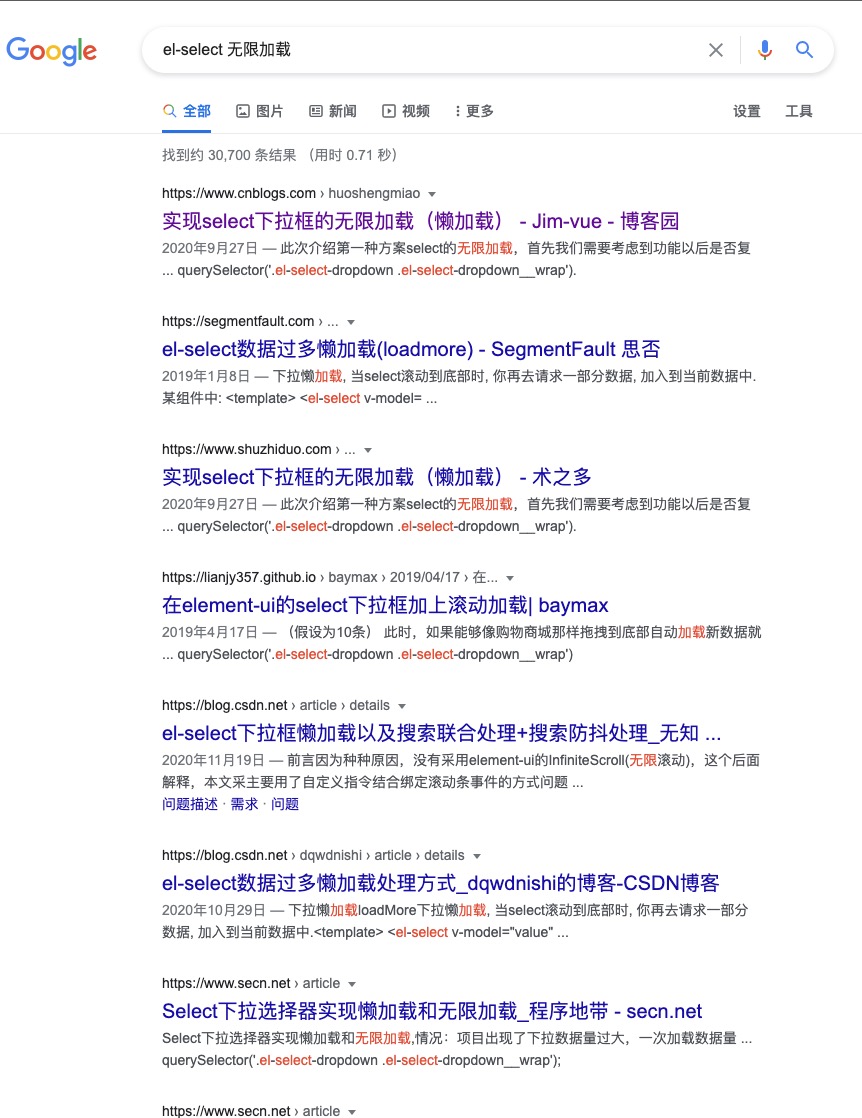 Google
el-select 无限加载
全部 图片 新闻 视频 更多 设置 工具
找到约 30,700 条结果 （用时 0.71 秒）
https://www.cnblogs.com › huoshengmiao
实现select下拉框的无限加载（懒加载） - Jim-vue - 博客园
2020年9月27日 — 此次介绍第一种方案select的无限加载，首先我们需要考虑到功能以后是否复
... querySelector('.el-select-dropdown .el-select-dropdown__wrap').
https://segmentfault.com › ...
el-select数据过多懒加载(loadmore) - SegmentFault 思否
2019年1月8日 — 下拉懒加载, 当select滚动到底部时, 你再去请求一部分数据, 加入到当前数据中.
某组件中: <template> <el-select v-model= ...
https://www.shuzhiduo.com › ...
实现select下拉框的无限加载（懒加载） - 术之多
2020年9月27日 — 此次介绍第一种方案select的无限加载，首先我们需要考虑到功能以后是否复
... querySelector('.el-select-dropdown .el-select-dropdown__wrap').
https://lianjy357.github.io › baymax › 2019/04/17 › 在...
在element-ui的select下拉框加上滚动加载| baymax
2019年4月17日 — （假设为10条） 此时，如果能够像购物商城那样拖拽到底部自动加载新数据就
... querySelector('.el-select-dropdown .el-select-dropdown__wrap')
https://blog.csdn.net › article › details
el-select下拉框懒加载以及搜索联合处理+搜索防抖处理_无知 ...
2020年11月19日 — 前言因为种种原因，没有采用element-ui的InfiniteScroll(无限滚动)，这个后面
解释，本文采主要用了自定义指令结合绑定滚动条事件的方式问题 ...
问题描述 · 需求 · 问题
https://blog.csdn.net › dqwdnishi › article › details
el-select数据过多懒加载处理方式_dqwdnishi的博客-CSDN博客
2020年10月29日 — 下拉懒加载loadMore下拉懒加载, 当select滚动到底部时, 你再去请求一部分
数据, 加入到当前数据中.<template> <el-select v-model="value" ...
https://www.secn.net › article
Select下拉选择器实现懒加载和无限加载_程序地带 - secn.net
Select下拉选择器实现懒加载和无限加载,情况：项目出现了下拉数据量过大，一次加载数据量 ...
querySelector('.el-select-dropdown .el-select-dropdown__wrap');
https://www.secn.net › article